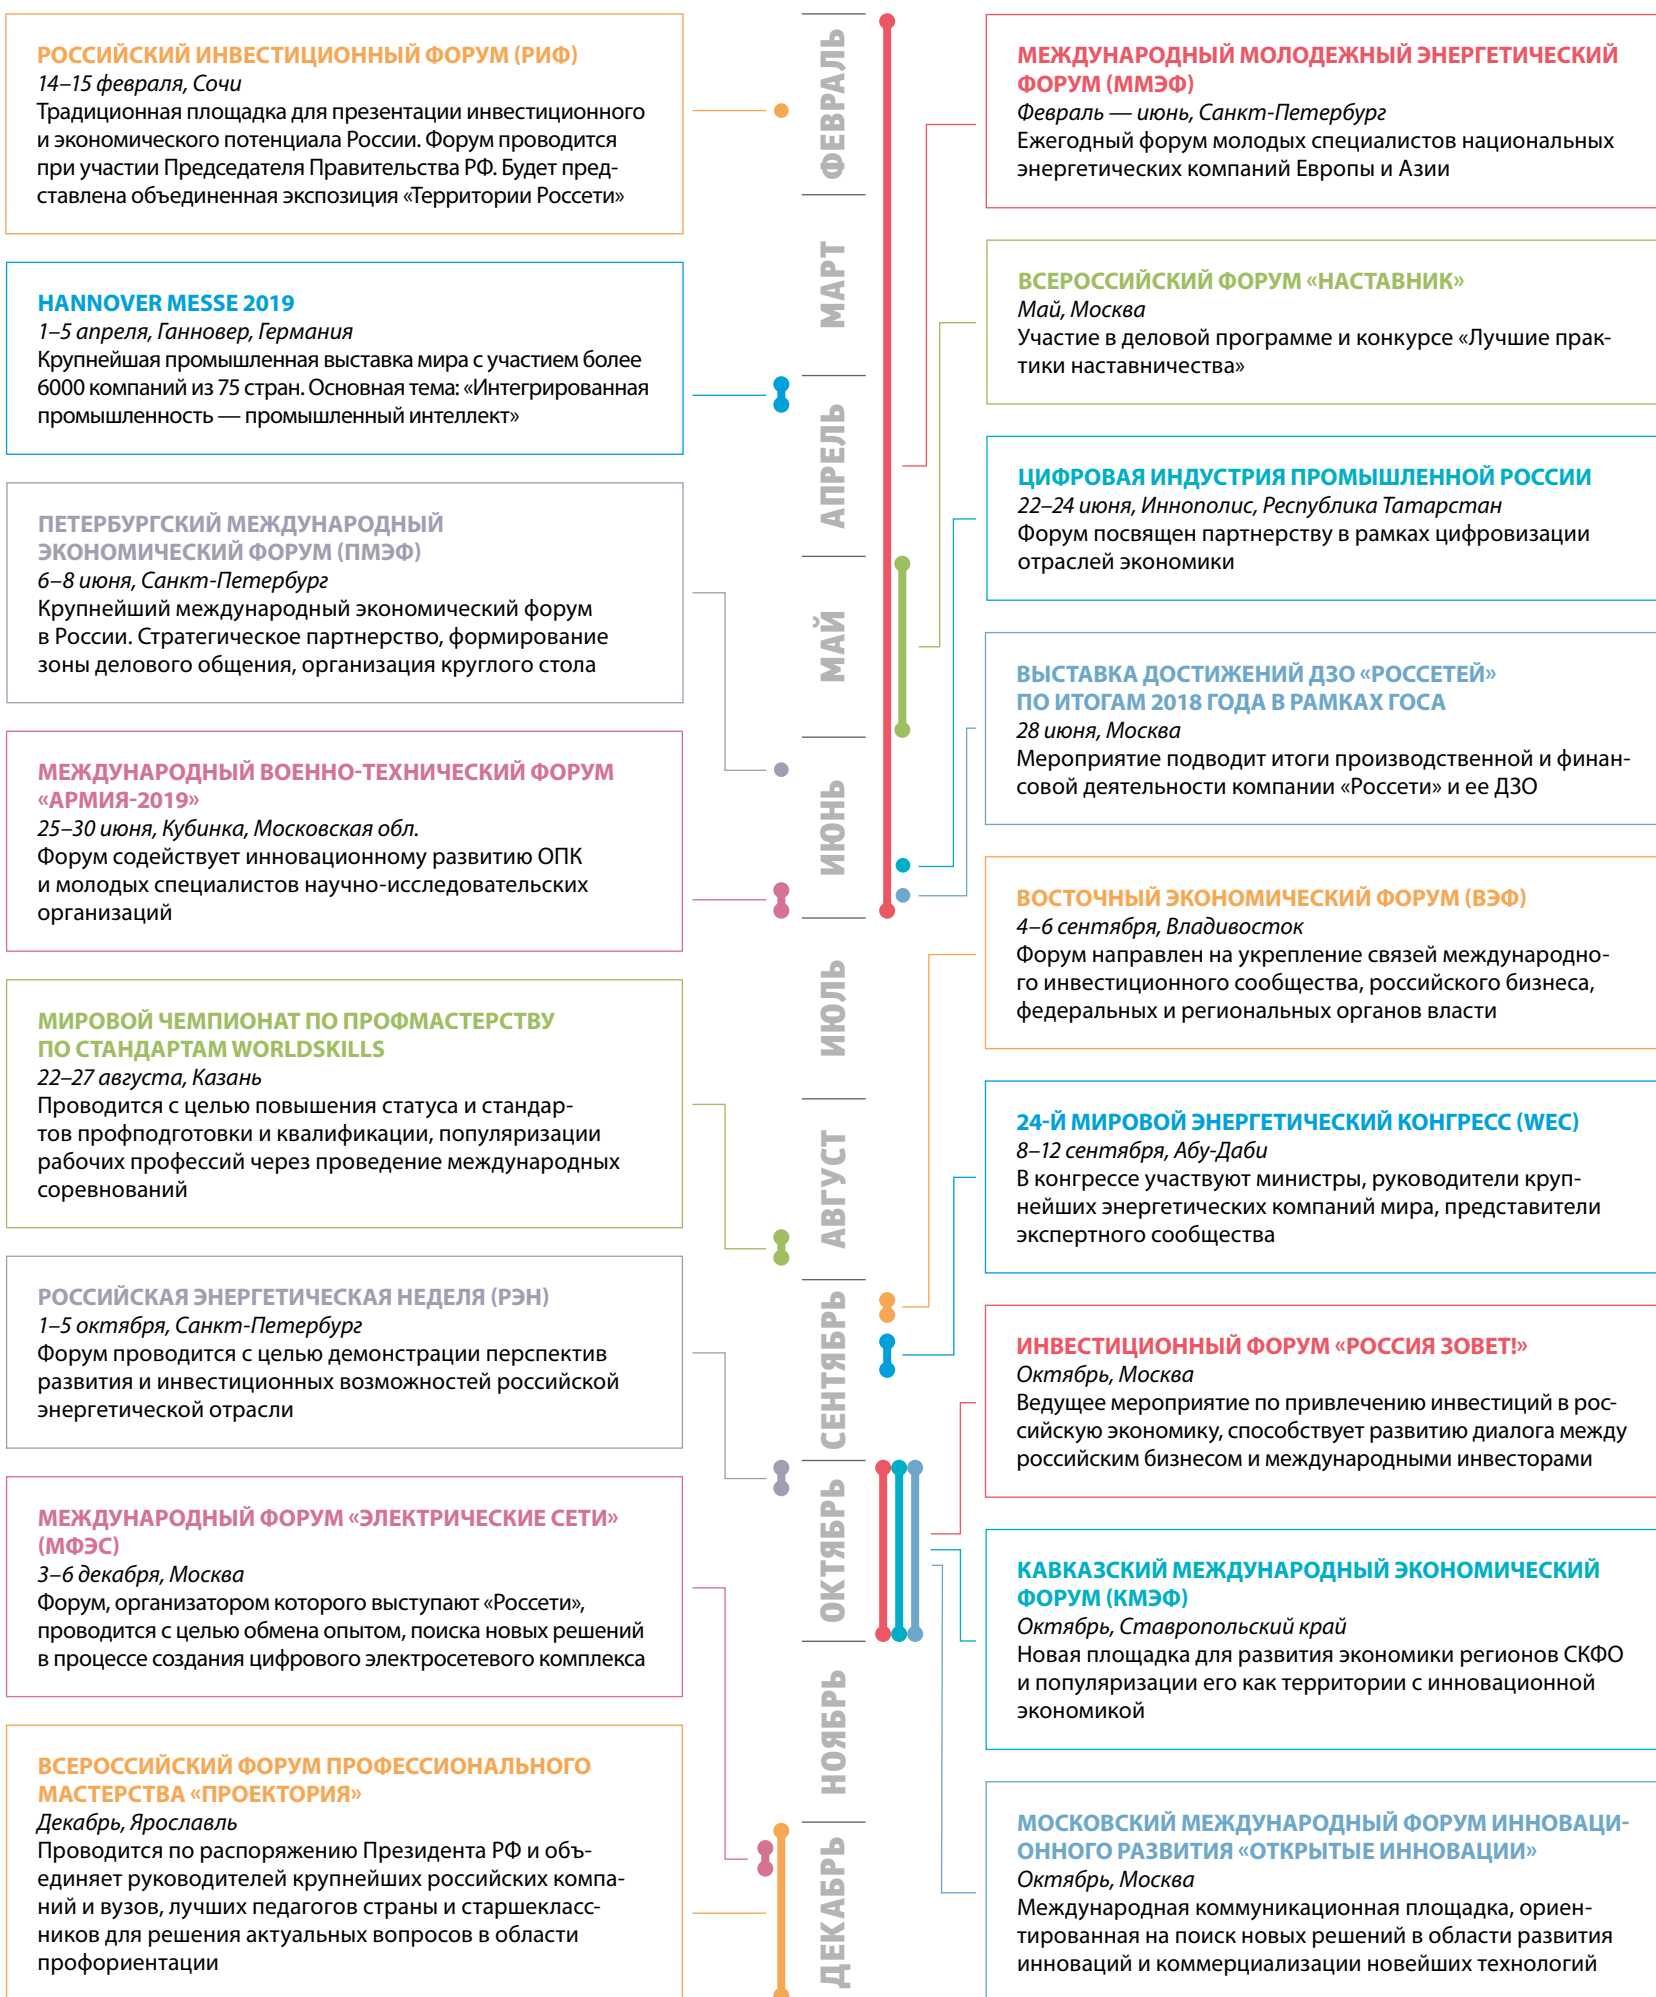 РОССИЙСКИЙ ИНВЕСТИЦИОННЫЙ ФОРУМ (РИФ)
14–15 февраля, Сочи
Традиционная площадка для презентации инвестиционного
и экономического потенциала России. Форум проводится
при участии Председателя Правительства РФ. Будет пред-
ставлена объединенная экспозиция «Территории Россети»
HANNOVER MESSE 2019
1–5 апреля, Ганновер, Германия
Крупнейшая промышленная выставка мира с участием более
6000 компаний из 75 стран. Основная тема: «Интегрированная
промышленность — промышленный интеллект»
ПЕТЕРБУРГСКИЙ МЕЖДУНАРОДНЫЙ
ЭКОНОМИЧЕСКИЙ ФОРУМ (ПМЭФ)
6–8 июня, Санкт-Петербург
Крупнейший международный экономический форум
в России. Стратегическое партнерство, формирование
зоны делового общения, организация круглого стола
МЕЖДУНАРОДНЫЙ ВОЕННО-ТЕХНИЧЕСКИЙ ФОРУМ
«АРМИЯ-2019»
25–30 июня, Кубинка, Московская обл.
Форум содействует инновационному развитию ОПК
и молодых специалистов научно-исследовательских
организаций
МИРОВОЙ ЧЕМПИОНАТ ПО ПРОФМАСТЕРСТВУ
ПО СТАНДАРТАМ WORLDSKILLS
22–27 августа, Казань
Проводится с целью повышения статуса и стандар-
тов профподготовки и квалификации, популяризации
рабочих профессий через проведение международных
соревнований
РОССИЙСКАЯ ЭНЕРГЕТИЧЕСКАЯ НЕДЕЛЯ (РЭН)
1–5 октября, Санкт-Петербург
Форум проводится с целью демонстрации перспектив
развития и инвестиционных возможностей российской
энергетической отрасли
МЕЖДУНАРОДНЫЙ ФОРУМ «ЭЛЕКТРИЧЕСКИЕ СЕТИ»
(МФЭС)
3–6 декабря, Москва
Форум, организатором которого выступают «Россети»,
проводится с целью обмена опытом, поиска новых решений
в процессе создания цифрового электросетевого комплекса
ВСЕРОССИЙСКИЙ ФОРУМ ПРОФЕССИОНАЛЬНОГО
МАСТЕРСТВА «ПРОЕКТОРИЯ»
Декабрь, Ярославль
Проводится по распоряжению Президента РФ и объ-
единяет руководителей крупнейших российских компа-
ний и вузов, лучших педагогов страны и старшекласс-
ников для решения актуальных вопросов в области
профориентации
ФЕВРАЛЬ
МАРТ
АПРЕЛЬ
МАЙ
ИЮНЬ
ИЮЛЬ
АВГУСТ
СЕНТЯБРЬ
ОКТЯБРЬ
НОЯБРЬ
ДЕКАБРЬ
МЕЖДУНАРОДНЫЙ МОЛОДЕЖНЫЙ ЭНЕРГЕТИЧЕСКИЙ
ФОРУМ (ММЭФ)
Февраль — июнь, Санкт-Петербург
Ежегодный форум молодых специалистов национальных
энергетических компаний Европы и Азии
ВСЕРОССИЙСКИЙ ФОРУМ «НАСТАВНИК»
Май, Москва
Участие в деловой программе и конкурсе «Лучшие прак-
тики наставничества»
ЦИФРОВАЯ ИНДУСТРИЯ ПРОМЫШЛЕННОЙ РОССИИ
22–24 июня, Иннополис, Республика Татарстан
Форум посвящен партнерству в рамках цифровизации
отраслей экономики
ВЫСТАВКА ДОСТИЖЕНИЙ ДЗО «РОССЕТЕЙ»
ПО ИТОГАМ 2018 ГОДА В РАМКАХ ГОСА
28 июня, Москва
Мероприятие подводит итоги производственной и финан-
совой деятельности компании «Россети» и ее ДЗО
ВОСТОЧНЫЙ ЭКОНОМИЧЕСКИЙ ФОРУМ (ВЭФ)
4–6 сентября, Владивосток
Форум направлен на укрепление связей международно-
го инвестиционного сообщества, российского бизнеса,
федеральных и региональных органов власти
24-Й МИРОВОЙ ЭНЕРГЕТИЧЕСКИЙ КОНГРЕСС (WEC)
8–12 сентября, Абу-Даби
В конгрессе участвуют министры, руководители круп-
нейших энергетических компаний мира, представители
экспертного сообщества
ИНВЕСТИЦИОННЫЙ ФОРУМ «РОССИЯ ЗОВЕТ!»
Октябрь, Москва
Ведущее мероприятие по привлечению инвестиций в рос-
сийскую экономику, способствует развитию диалога между
российским бизнесом и международными инвесторами
КАВКАЗСКИЙ МЕЖДУНАРОДНЫЙ ЭКОНОМИЧЕСКИЙ
ФОРУМ (КМЭФ)
Октябрь, Ставропольский край
Новая площадка для развития экономики регионов СКФО
и популяризации его как территории с инновационной
экономикой
МОСКОВСКИЙ МЕЖДУНАРОДНЫЙ ФОРУМ ИННОВАЦИ-
ОННОГО РАЗВИТИЯ «ОТКРЫТЫЕ ИННОВАЦИИ»
Октябрь, Москва
Международная коммуникационная площадка, ориен-
тированная на поиск новых решений в области развития
инноваций и коммерциализации новейших технологий